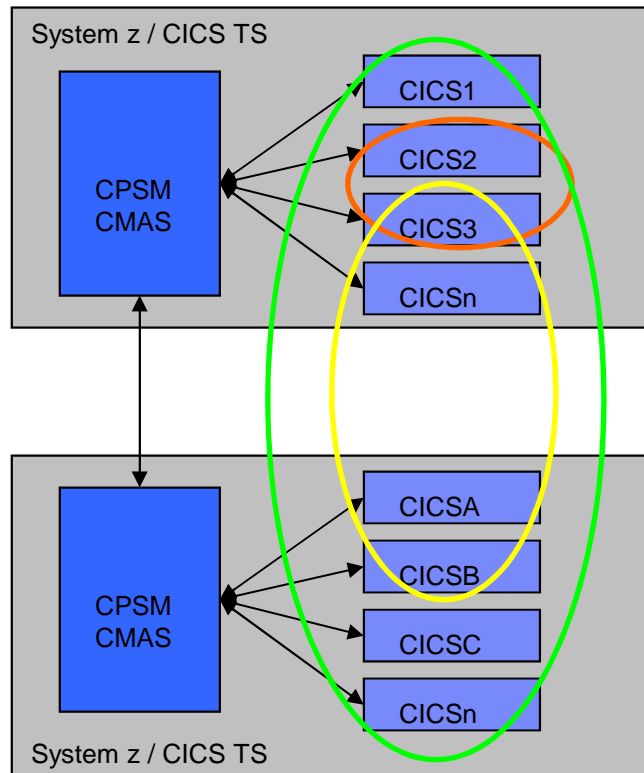 System z / CICS TS
CICS1
CICS2
CPSM
CMAS
CICS3
CICSn
CICSA
CICSB
CPSM
CMAS
CICSC
CICSn
System z / CICS TS